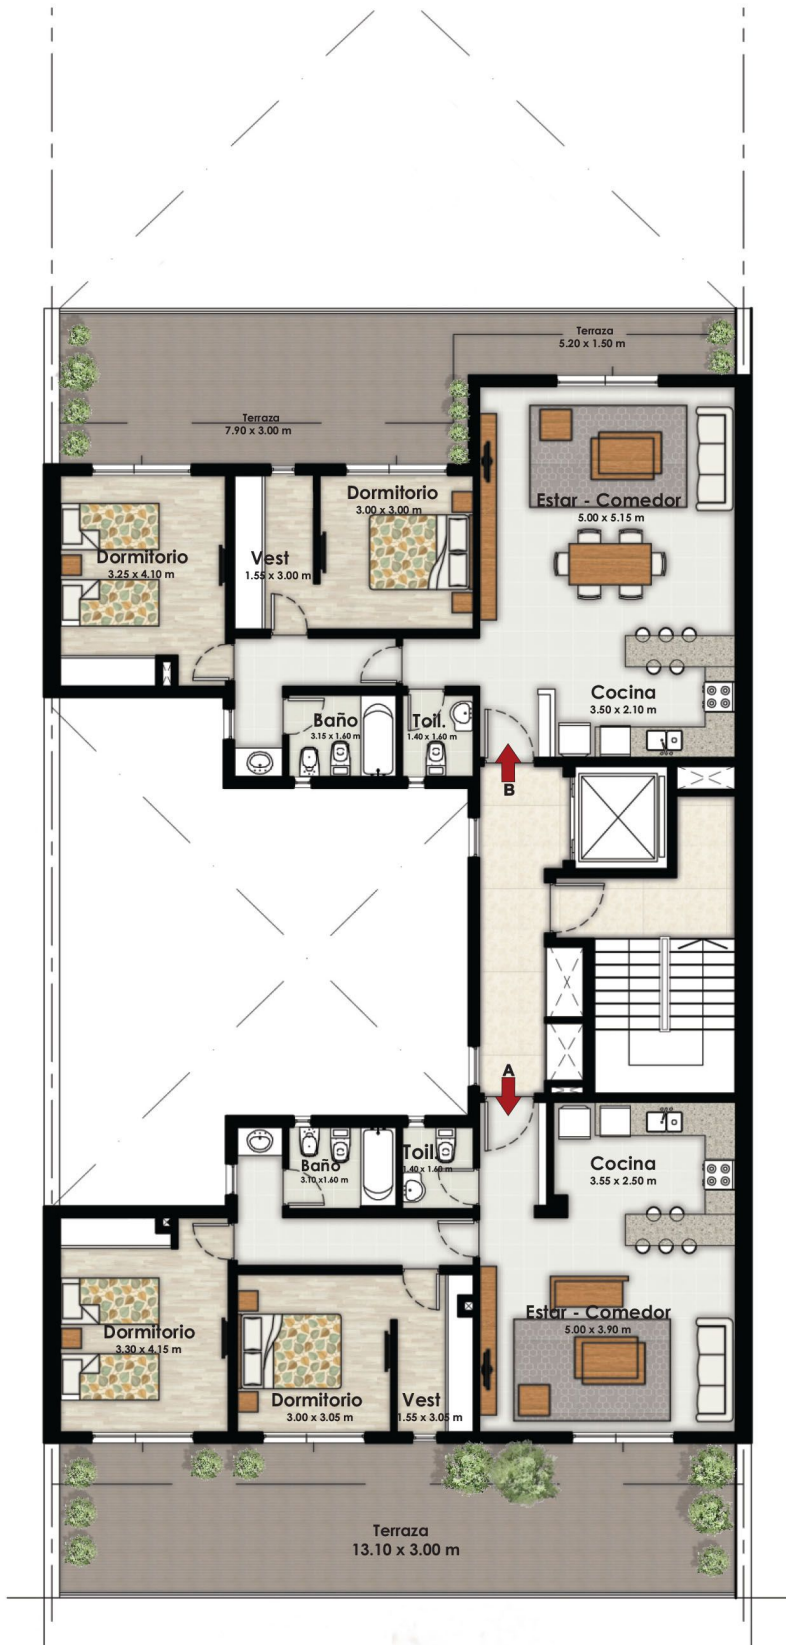 Terraza
5.20 x 1.50 m
Terraza
7.90 x 3.00 m
Dormitorio
3.00 x 3.00 m
Estar - Comedor
5.00 x 5.15 m
Dormitorio
3.25 x 4.10 m
Vest
1.55 x 3.00 m
Cocina
3.50 x 2.10 m
Baño
3.15 x 1.60 m
Toil.
1.40 x 1.60 m
B
A
Toil.
1.40 x 1.60 m
Baño
3.10 x1.60 m
Cocina
3.55 x 2.50 m
Estar - Comedor
5.00 x 3.90 m
Dormitorio
3.30 x 4.15 m
Dormitorio
3.00 x 3.05 m
Vest
1.55 x 3.05 m
Terraza
13.10 x 3.00 m